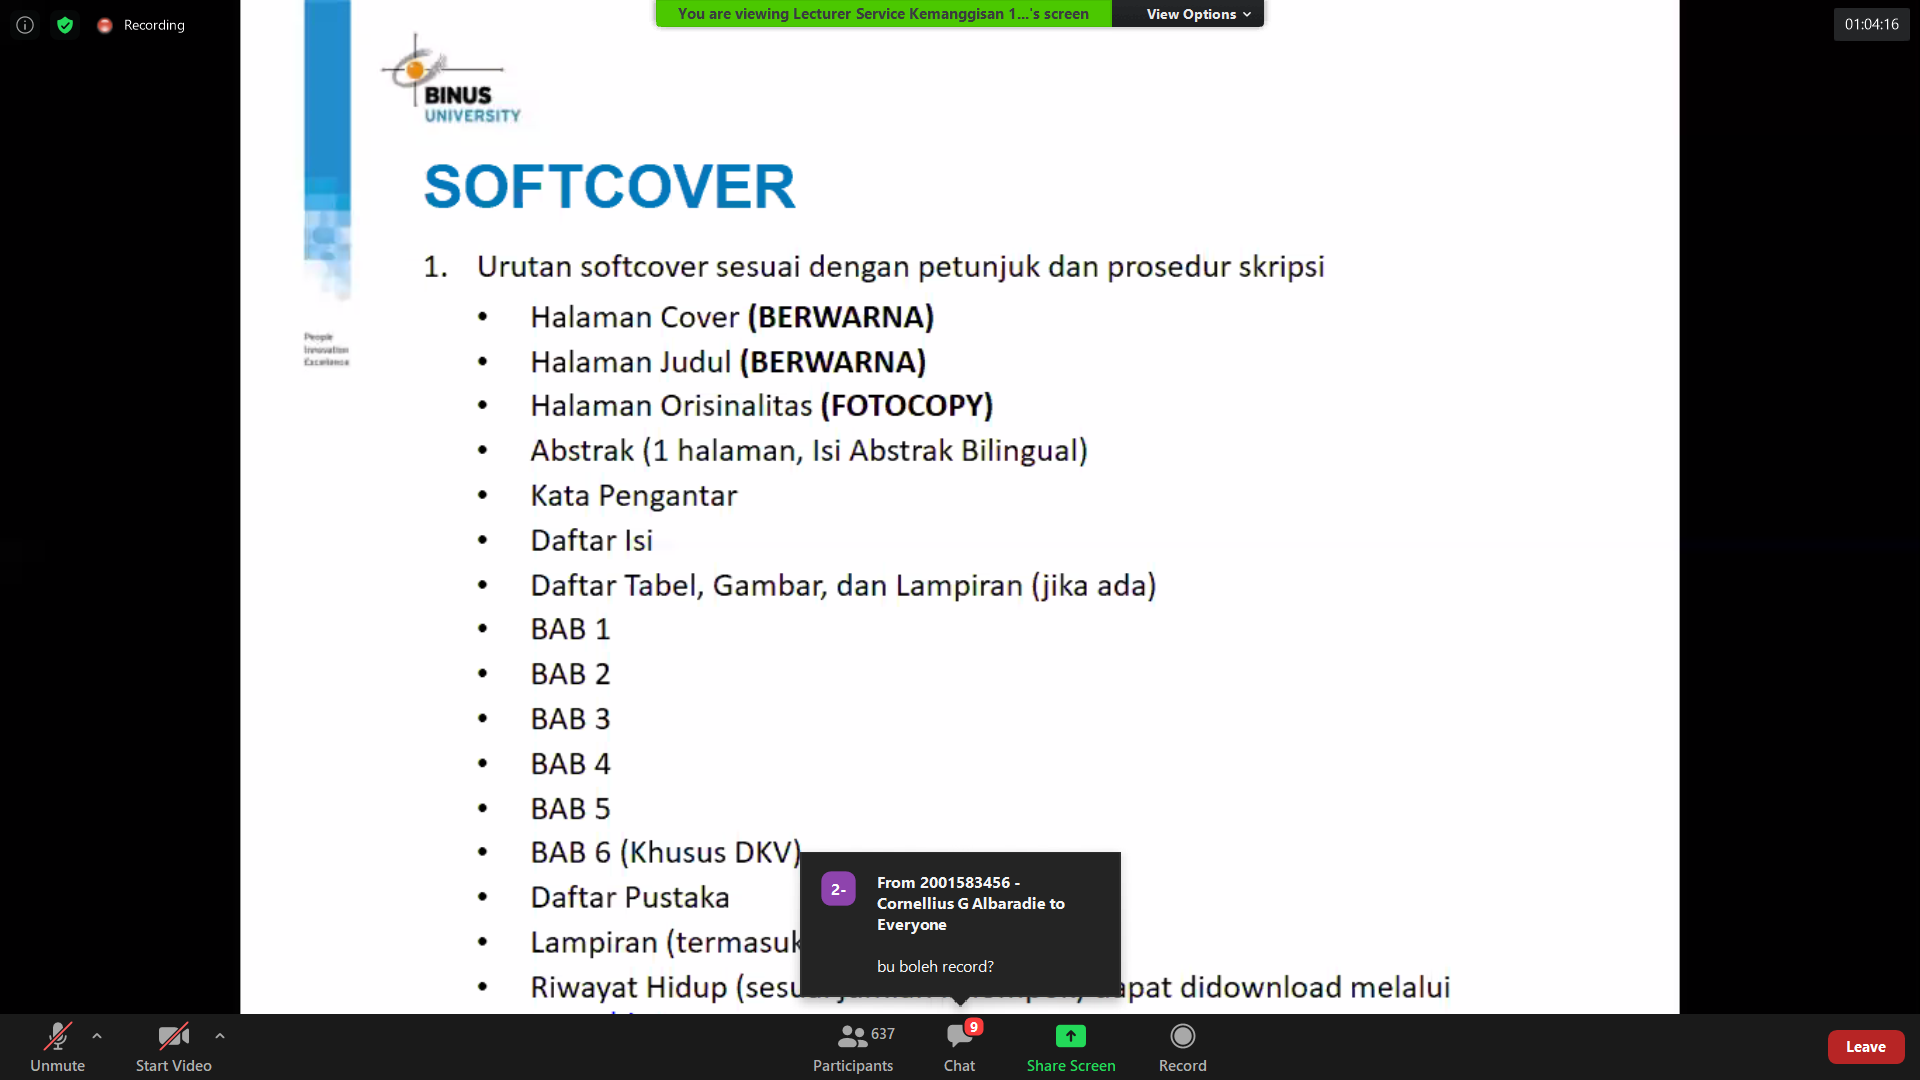 Recording
You are viewing Lecturer Service Kemanggisan 1...'s screen
View Options
01:04:16
BINUS
UNIVERSITY
SOFTCOVER
People
Innovation
Excellence
1. Urutan softcover sesuai dengan petunjuk dan prosedur skripsi
• Halaman Cover (BERWARNA)
• Halaman Judul (BERWARNA)
• Halaman Orisinalitas (FOTOCOPY)
• Abstrak (1 halaman, Isi Abstrak Bilingual)
• Kata Pengantar
• Daftar Isi
• Daftar Tabel, Gambar, dan Lampiran (jika ada)
• BAB 1
• BAB 2
• BAB 3
• BAB 4
• BAB 5
• BAB 6 (Khusus DKV)
• Daftar Pustaka
• Lampiran (termasuk
• Riwayat Hidup (sesuai dapat didownload melalui
2-
From 2001583456 -
Cornellius G Albaradie to
Everyone
bu boleh record?
Unmute
Start Video
637
Participants
9
Chat
Share Screen
Record
Leave